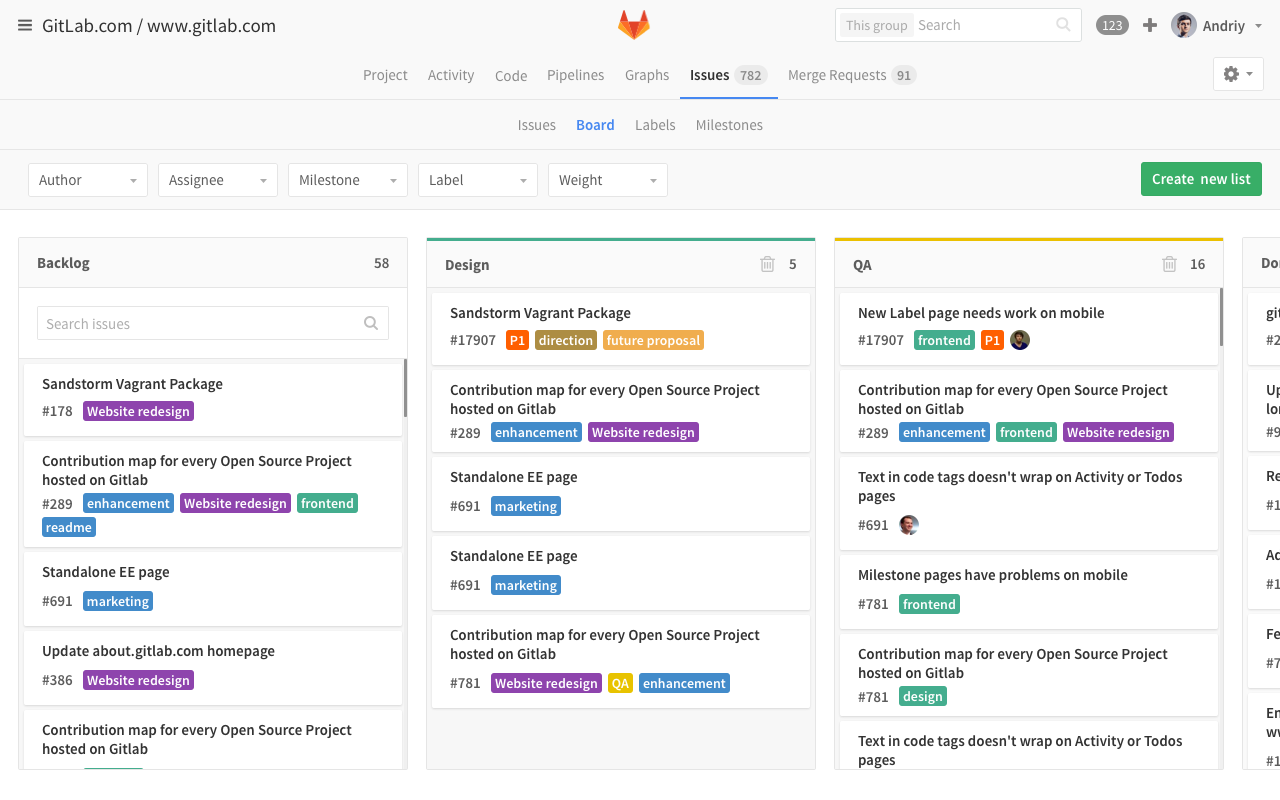 GitLab.com / www.gitlab.com
This group Search
123
Andriy
Project Activity Code Pipelines Graphs Issues 782 Merge Requests 91
Issues Board Labels Milestones
Author Assignee Milestone Label Weight
Create new list
Backlog 58
Search issues
Sandstorm Vagrant Package
#178 Website redesign
Contribution map for every Open Source Project
hosted on Gitlab
#289 enhancement Website redesign frontend
readme
Standalone EE page
#691 marketing
Update about.gitlab.com homepage
#386 Website redesign
Contribution map for every Open Source Project
hosted on Gitlab
Design 5
Sandstorm Vagrant Package
#17907 P1 direction future proposal
Contribution map for every Open Source Project
hosted on Gitlab
#289 enhancement Website redesign
Standalone EE page
#691 marketing
Standalone EE page
#691 marketing
Contribution map for every Open Source Project
hosted on Gitlab
#781 Website redesign QA enhancement
QA 16
New Label page needs work on mobile
#17907 frontend P1
Contribution map for every Open Source Project
hosted on Gitlab
#289 enhancement frontend Website redesign
Text in code tags doesn't wrap on Activity or Todos
pages
#691
Milestone pages have problems on mobile
#781 frontend
Contribution map for every Open Source Project
hosted on Gitlab
#781 design
Text in code tags doesn't wrap on Activity or Todos
pages